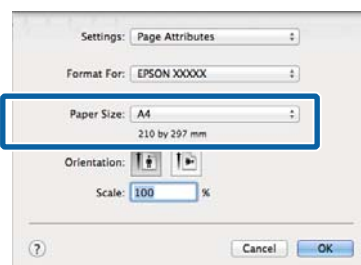 Settings: Page Attributes
Format For: EPSON XXXXX
Paper Size: A4
210 by 297 mm
Orientation:
Scale: 100 %
? Cancel OK